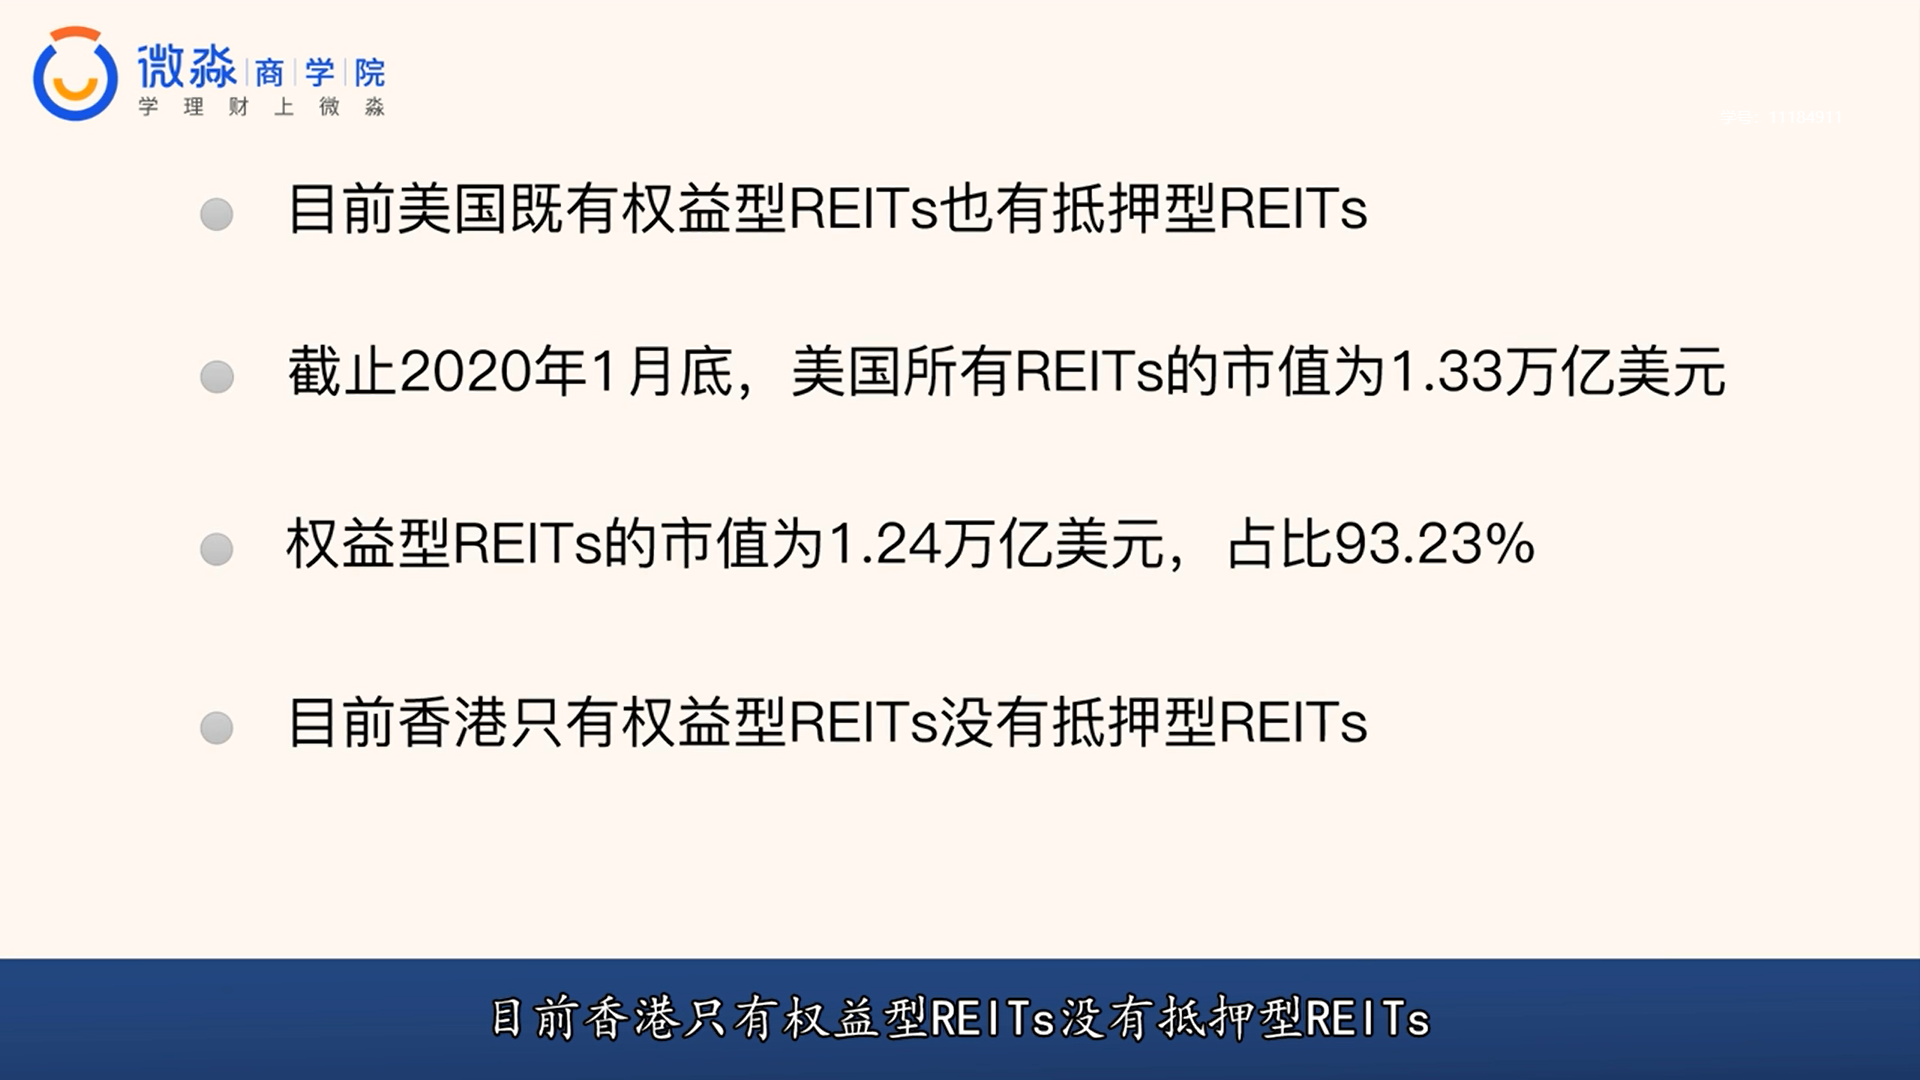 微淼商学院
学理财上微淼
学号：11184911
目前美国既有权益型REITs也有抵押型REITs
截止2020年1月底，美国所有REITs的市值为1.33万亿美元
权益型REITs的市值为1.24万亿美元，占比93.23%
目前香港只有权益型REITs没有抵押型REITs
目前香港只有权益型REITs没有抵押型REITs